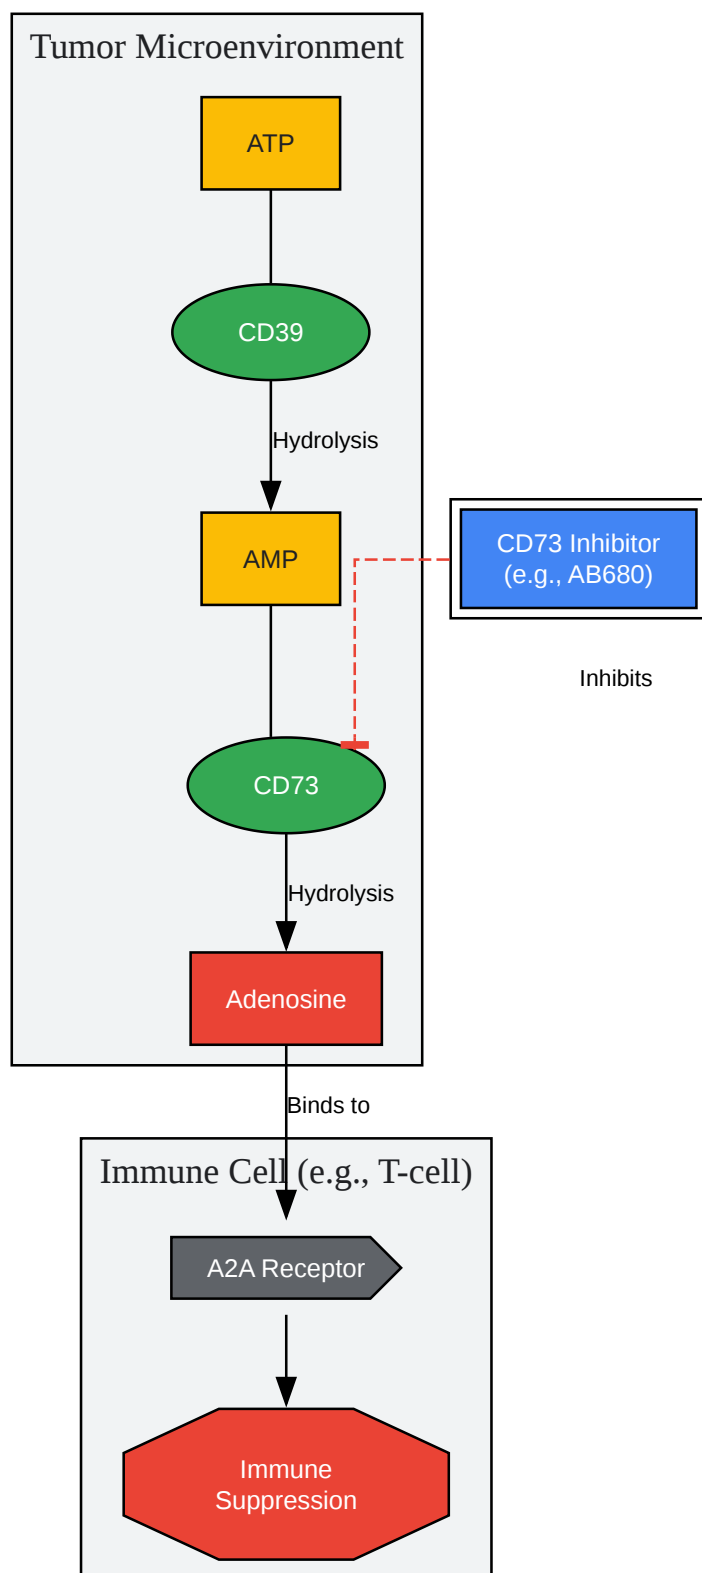 Tumor Microenvironment
ATP
CD39
Hydrolysis
AMP
CD73 Inhibitor
(e.g., AB680)
Inhibits
CD73
Hydrolysis
Adenosine
Binds to
Immune Cell (e.g., T-cell)
A2A Receptor
Immune
Suppression